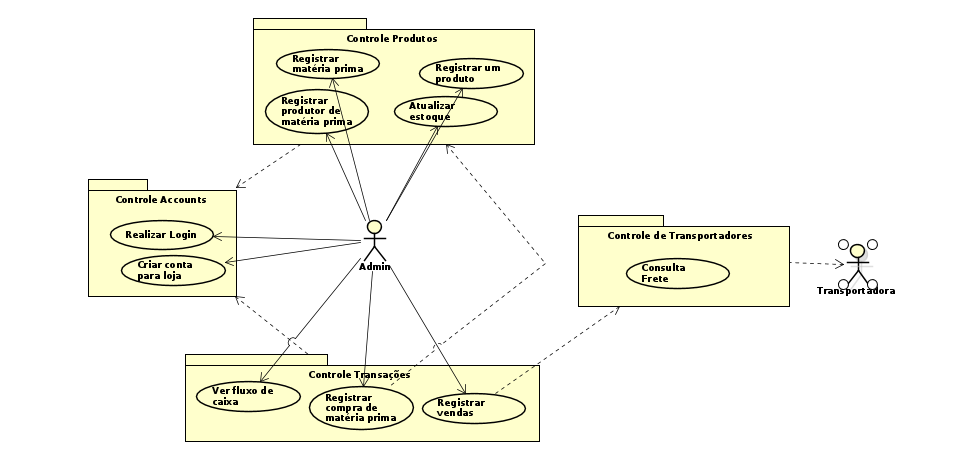 Controle Produtos
Registrar
matéria prima
Registrar um
produto
Registrar
produtor de
matéria prima
Atualizar
estoque
Controle Accounts
Realizar Login
Criar conta
para loja
Admin
Controle de Transportadores
Consulta
Frete
Transportadora
Controle Transações
Ver fluxo de
caixa
Registrar
compra de
matéria prima
Registrar
vendas